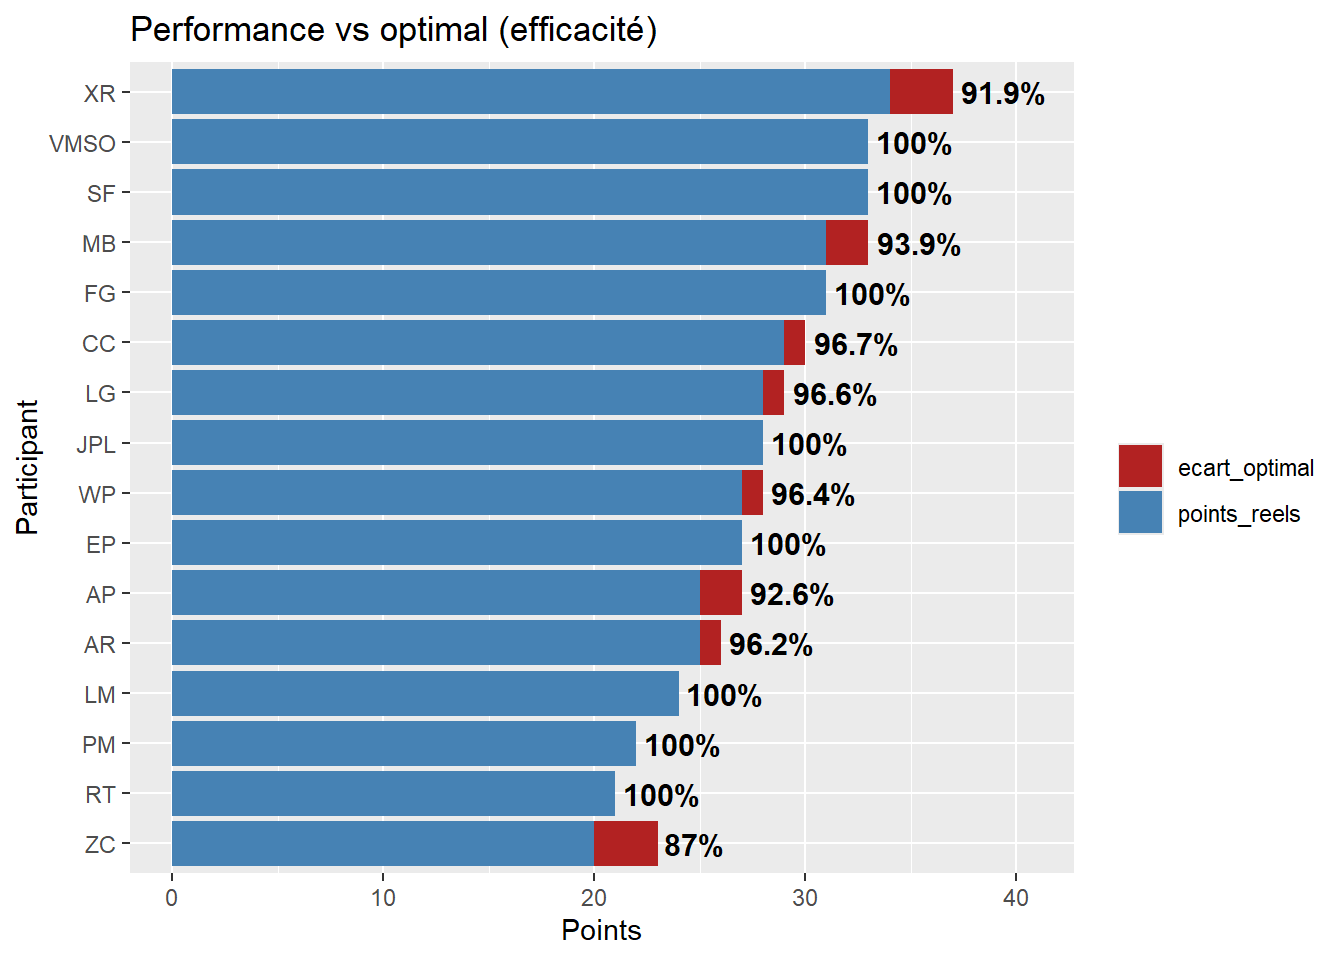 Performance vs optimal (efficacité)
Participant
XR 91.9%
VMSO 100%
SF 100%
MB 93.9%
FG 100%
CC 96.7%
LG 96.6%
JPL 100%
WP 96.4%
EP 100%
AP 92.6%
AR 96.2%
LM 100%
PM 100%
RT 100%
ZC 87%
0 10 20 30 40
Points
ecart_optimal
points_reels